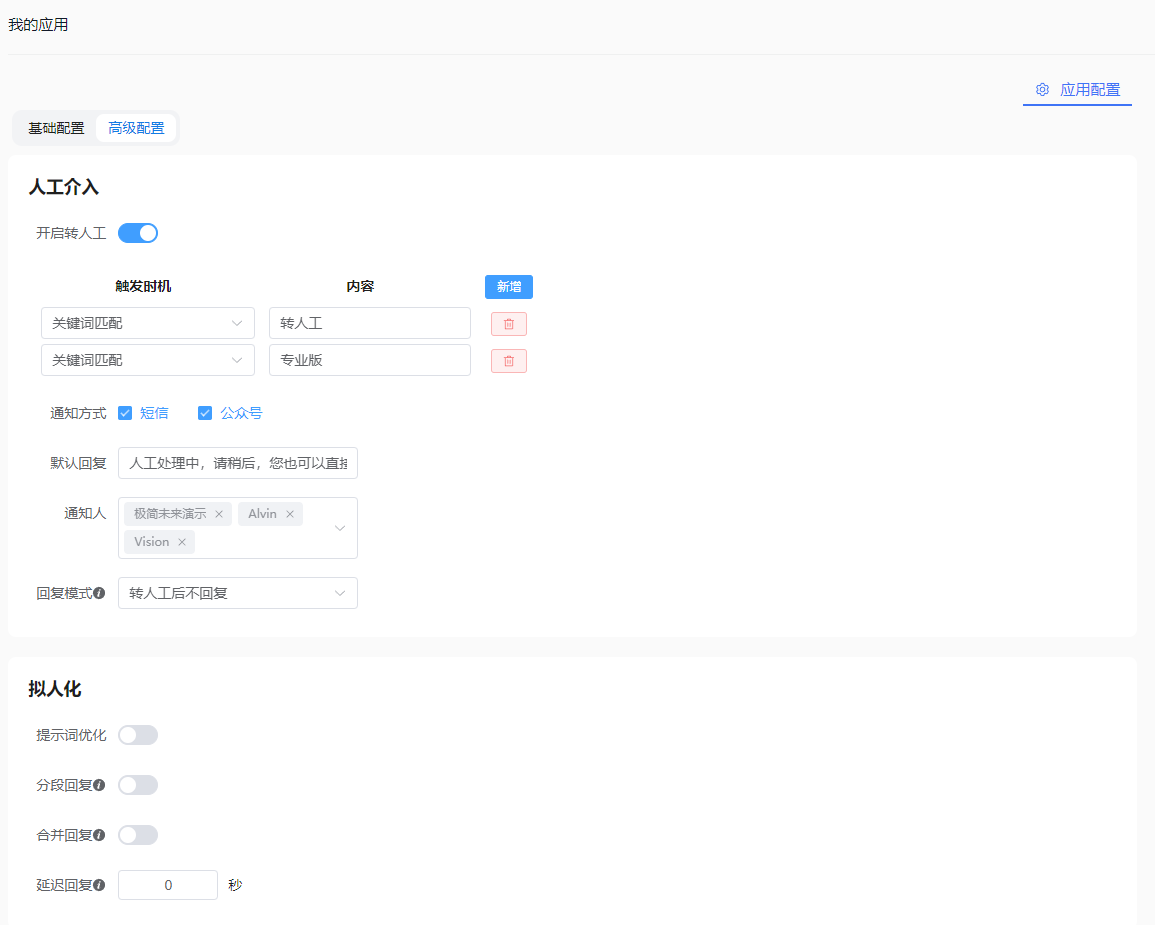 我的应用
应用配置
基础配置 高级配置
人工介入
开启转人工
触发时机 内容 新增
关键词匹配 转人工
关键词匹配 专业版
通知方式 短信 公众号
默认回复 人工处理中，请稍后，您也可以直接
通知人 极简未来演示 × Alvin ×
Vision ×
回复模式 转人工后不回复
拟人化
提示词优化
分段回复
合并回复
延迟回复 0 秒